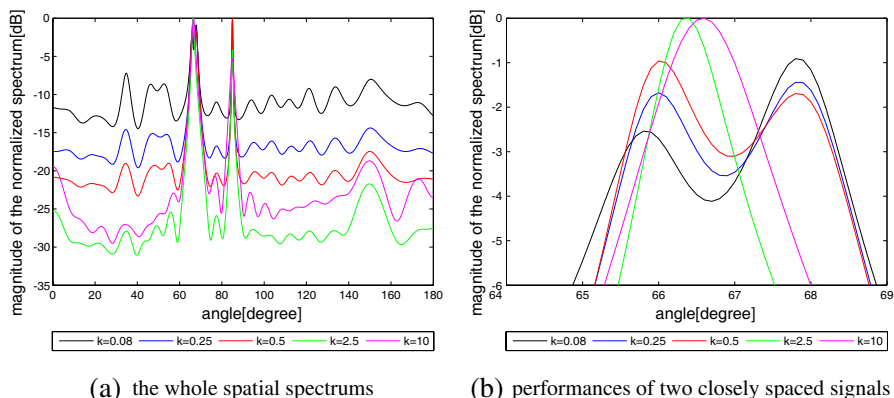 magnitude of the normalized spectrum[dB]
0
-5
-10
-15
-20
-25
-30
-35
0 20 40 60 80 100 120 140 160 180
angle[degree]
k=0.08 k=0.25 k=0.5 k=2.5 k=10
(a) the whole spatial spectrums
magnitude of the normalized spectrum[dB]
0
-1
-2
-3
-4
-5
-6
64 65 66 67 68 69
angle[degree]
k=0.08 k=0.25 k=0.5 k=2.5 k=10
(b) performances of two closely spaced signals